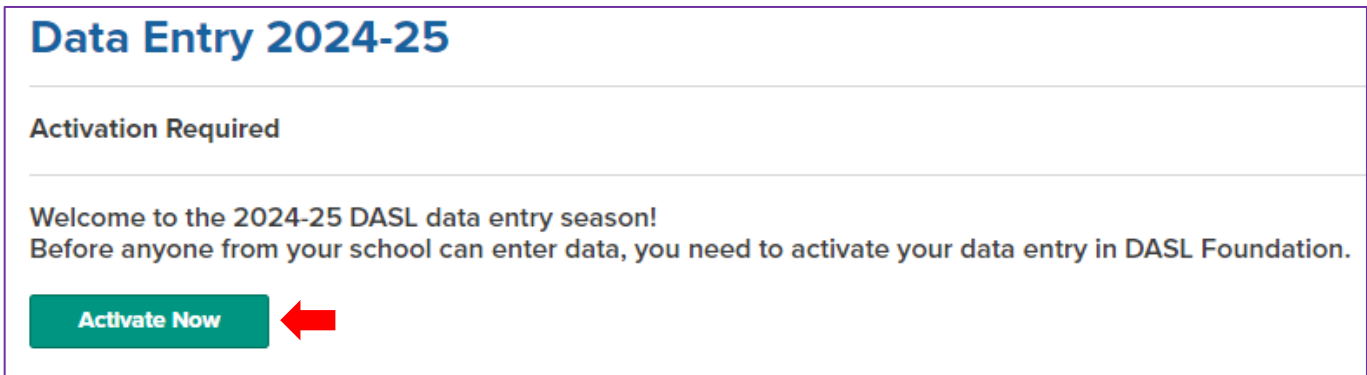 Data Entry 2024-25
Activation Required
Welcome to the 2024-25 DASL data entry season!
Before anyone from your school can enter data, you need to activate your data entry in DASL Foundation.
Activate Now